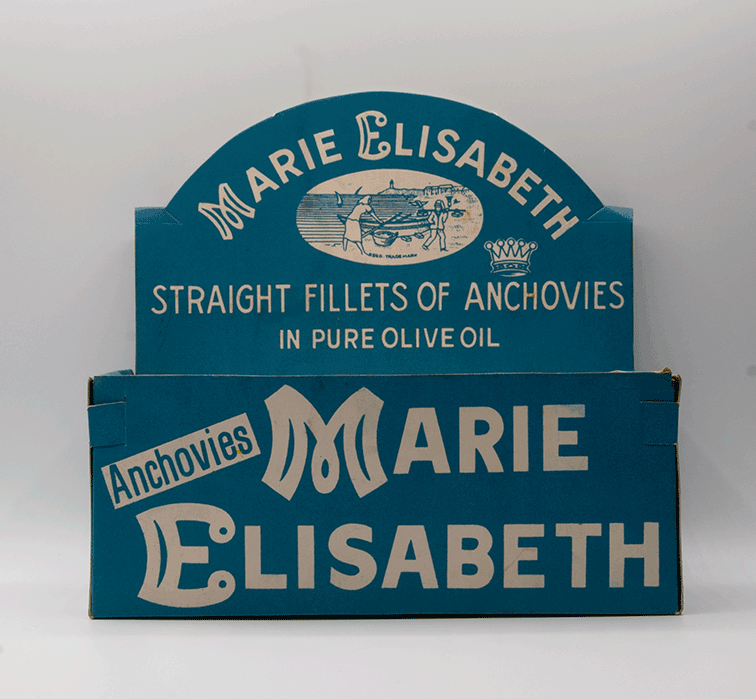 MARIE ELISABETH
REGD. TRADE MARK
STRAIGHT FILLETS OF ANCHOVIES
IN PURE OLIVE OIL
Anchovies
MARIE
ELISABETH